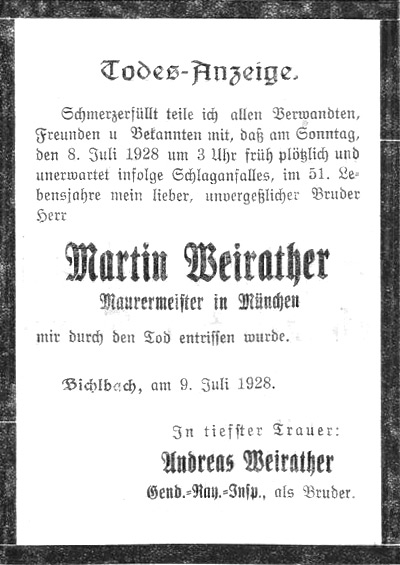 Todes-Anzeige.
Schmerzerfüllt teile ich allen Verwandten,
Freunden u Bekannten mit, daß am Sonntag,
den 8. Juli 1928 um 3 Uhr früh plötzlich und
unerwartet infolge Schlaganfalles, im 51. Le-
bensjahre mein lieber, unvergeßlicher Bruder
Herr
Martin Weirather
Maurermeister in München
mir durch den Tod entrissen wurde.
Bichlbach, am 9. Juli 1928.
In tiefster Trauer:
Andreas Weirather
Gend.-Ray.-Insp., als Bruder.